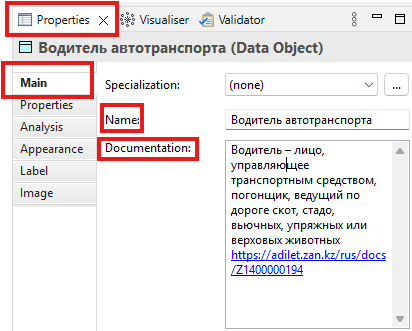 Properties Visualiser Validator
Водитель автотранспорта (Data Object)
Main
Properties
Analysis
Appearance
Label
Image
Specialization: (none) ...
Name: Водитель автотранспорта
Documentation:
Водитель – лицо,
управляющее
транспортным средством,
погонщик, ведущий по
дороге скот, стадо,
вьючных, упряжных или
верховых животных
https://adilet.zan.kz/rus/docs
/Z1400000194